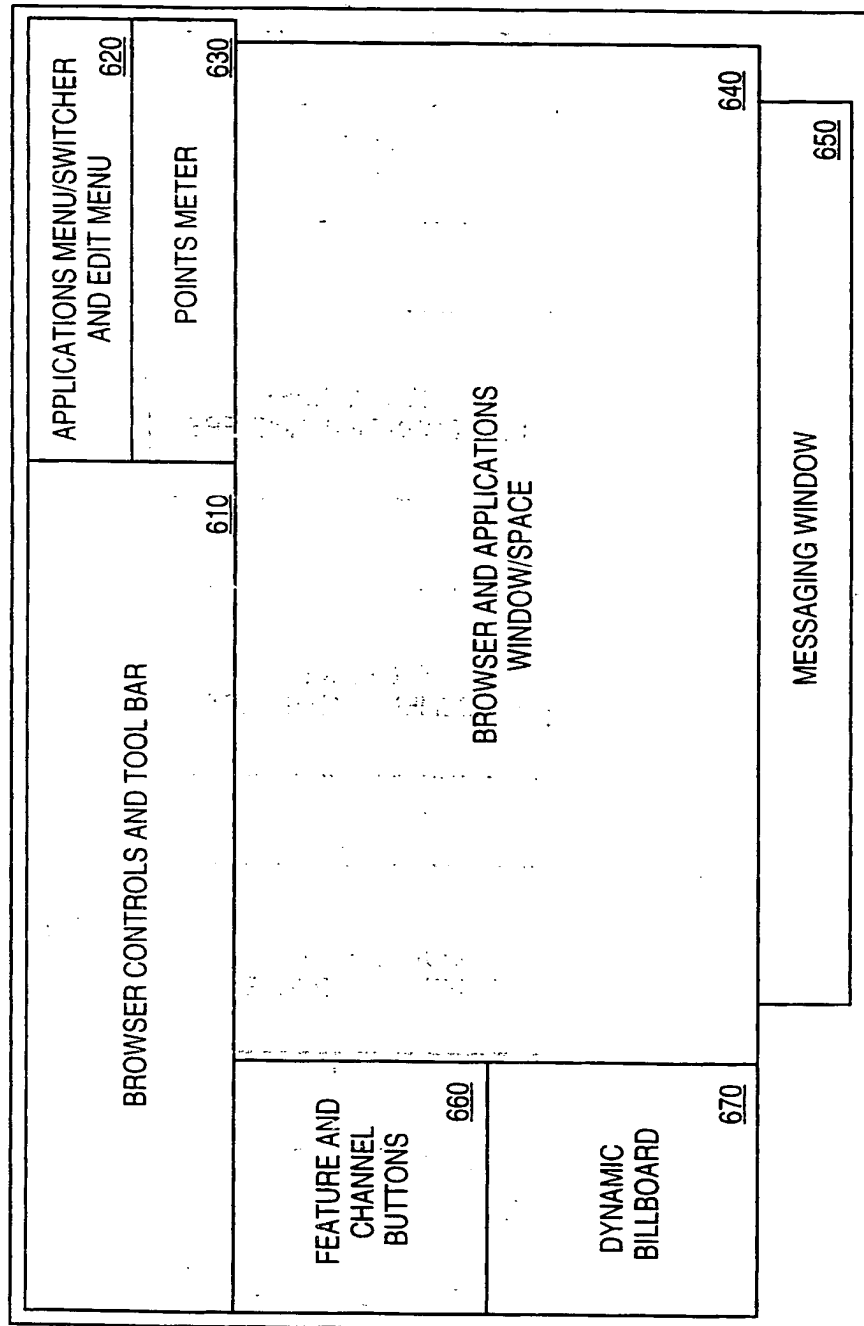 BROWSER CONTROLS AND TOOL BAR
610
APPLICATIONS MENU/SWITCHER
AND EDIT MENU
620
POINTS METER
630
FEATURE AND
CHANNEL
BUTTONS
660
DYNAMIC
BILLBOARD
670
BROWSER AND APPLICATIONS
WINDOW/SPACE
640
MESSAGING WINDOW
650